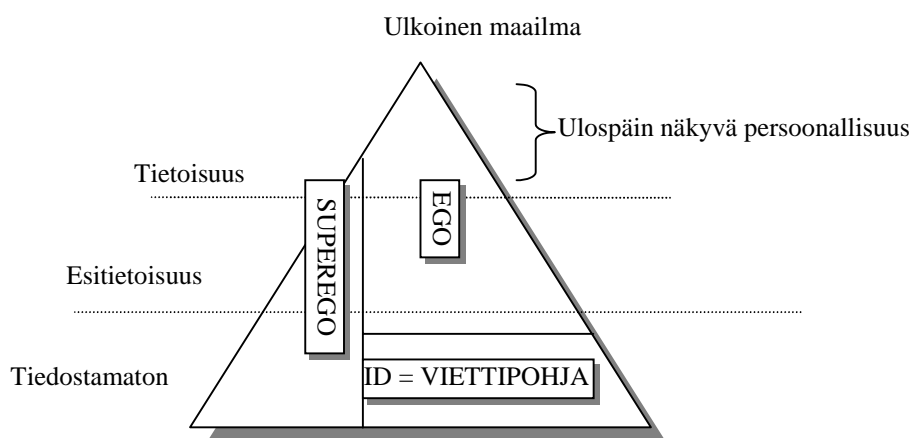 Ulkoinen maailma
Ulospäin näkyvä persoonallisuus
Tietoisuus
SUPEREGO
EGO
Esitietoisuus
Tiedostamaton
ID = VIETTIPOHJA